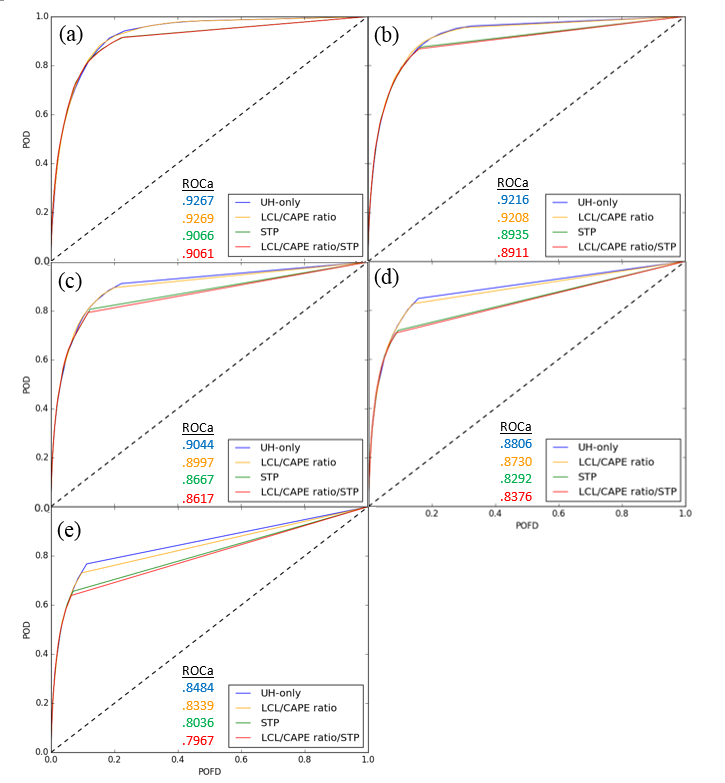 (a)
1.0
0.8
0.6
0.4
0.2
0.0
POD
ROCa
.9267
.9269
.9066
.9061
UH-only
LCL/CAPE ratio
STP
LCL/CAPE ratio/STP
(b)
ROCa
.9216
.9208
.8935
.8911
UH-only
LCL/CAPE ratio
STP
LCL/CAPE ratio/STP
(c)
0.8
0.6
0.4
0.2
0.0
POD
ROCa
.9044
.8997
.8667
.8617
UH-only
LCL/CAPE ratio
STP
LCL/CAPE ratio/STP
(d)
ROCa
.8806
.8730
.8292
.8376
UH-only
LCL/CAPE ratio
STP
LCL/CAPE ratio/STP
0.2 0.4 0.6 0.8 1.0
POFD
(e)
0.8
0.6
0.4
0.2
0.0
POD
ROCa
.8484
.8339
.8036
.7967
UH-only
LCL/CAPE ratio
STP
LCL/CAPE ratio/STP
0.0 0.2 0.4 0.6 0.8 1.0
POFD